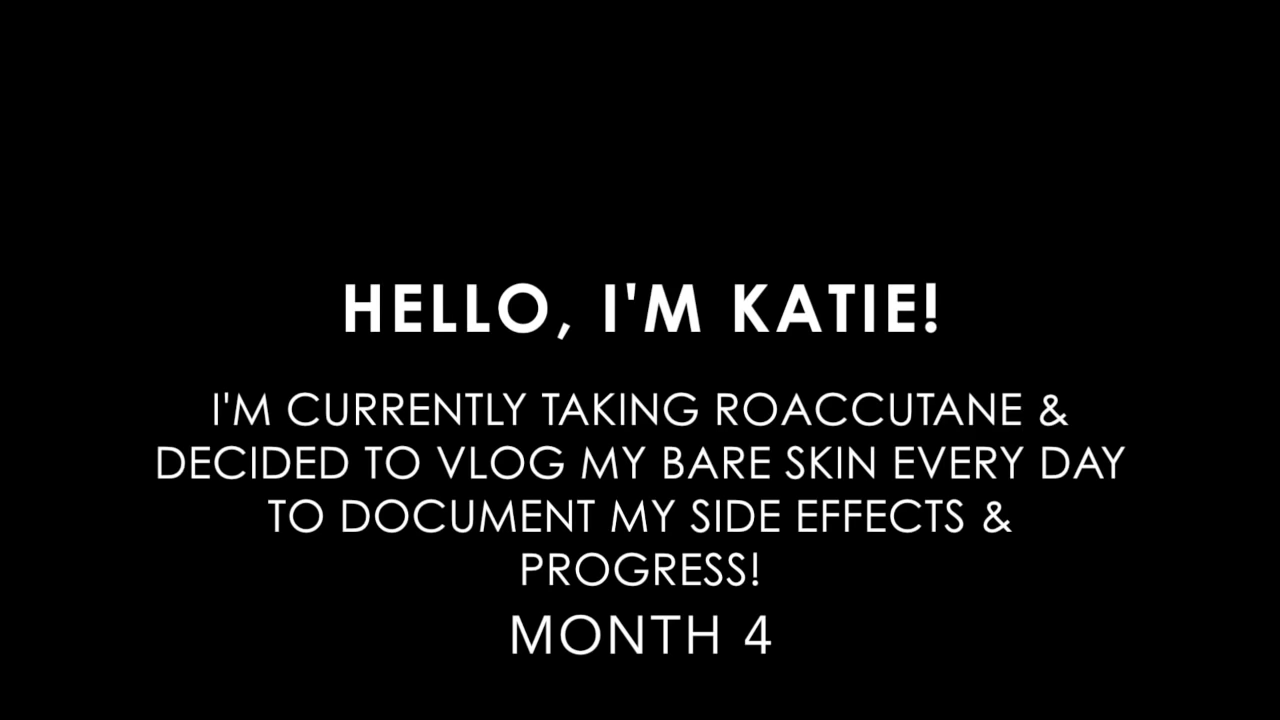 HELLO, I'M KATIE!
I'M CURRENTLY TAKING ROACCUTANE &
DECIDED TO VLOG MY BARE SKIN EVERY DAY
TO DOCUMENT MY SIDE EFFECTS &
PROGRESS!
MONTH 4